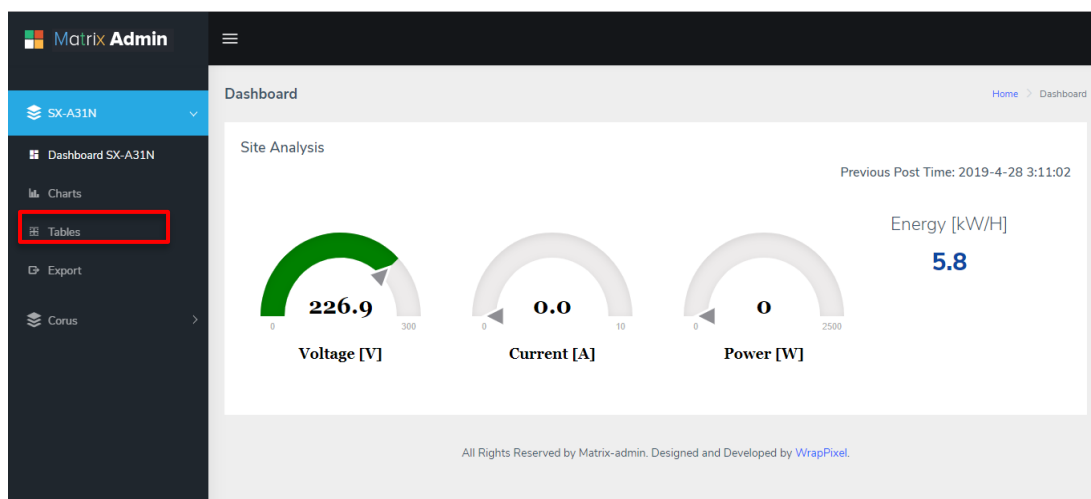 Matrix Admin
SX-A31N
Dashboard SX-A31N
Charts
Tables
Export
Corus
Dashboard
Home > Dashboard
Site Analysis
Previous Post Time: 2019-4-28 3:11:02
226.9
0 300
Voltage [V]
0.0
0 10
Current [A]
0
0 2500
Power [W]
Energy [kW/H]
5.8
All Rights Reserved by Matrix-admin. Designed and Developed by WrapPixel.